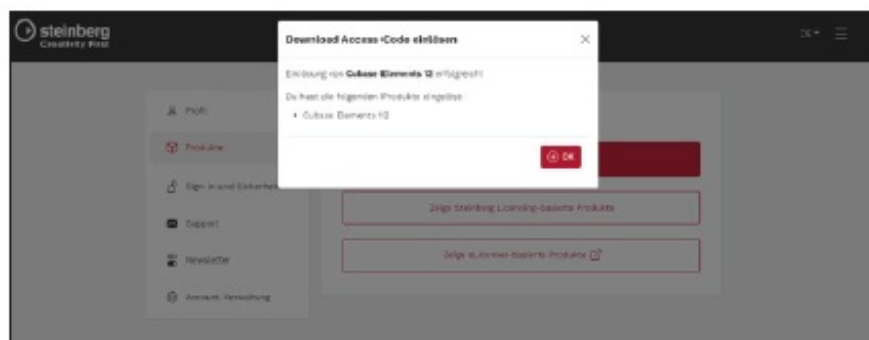 steinberg
Creativity First
DE
Download Access-Code einlösen
Einlösung von Cubase Elements 12 erfolgreich!
Du hast die folgenden Produkte eingelöst:
• Cubase Elements 12
OK
Profil
Produkte
Sign-In und Sicherheit
Support
Newsletter
Account-Verwaltung
Zeige Steinberg Licensing-basierte Produkte
Zeige eLicenser-basierte Produkte